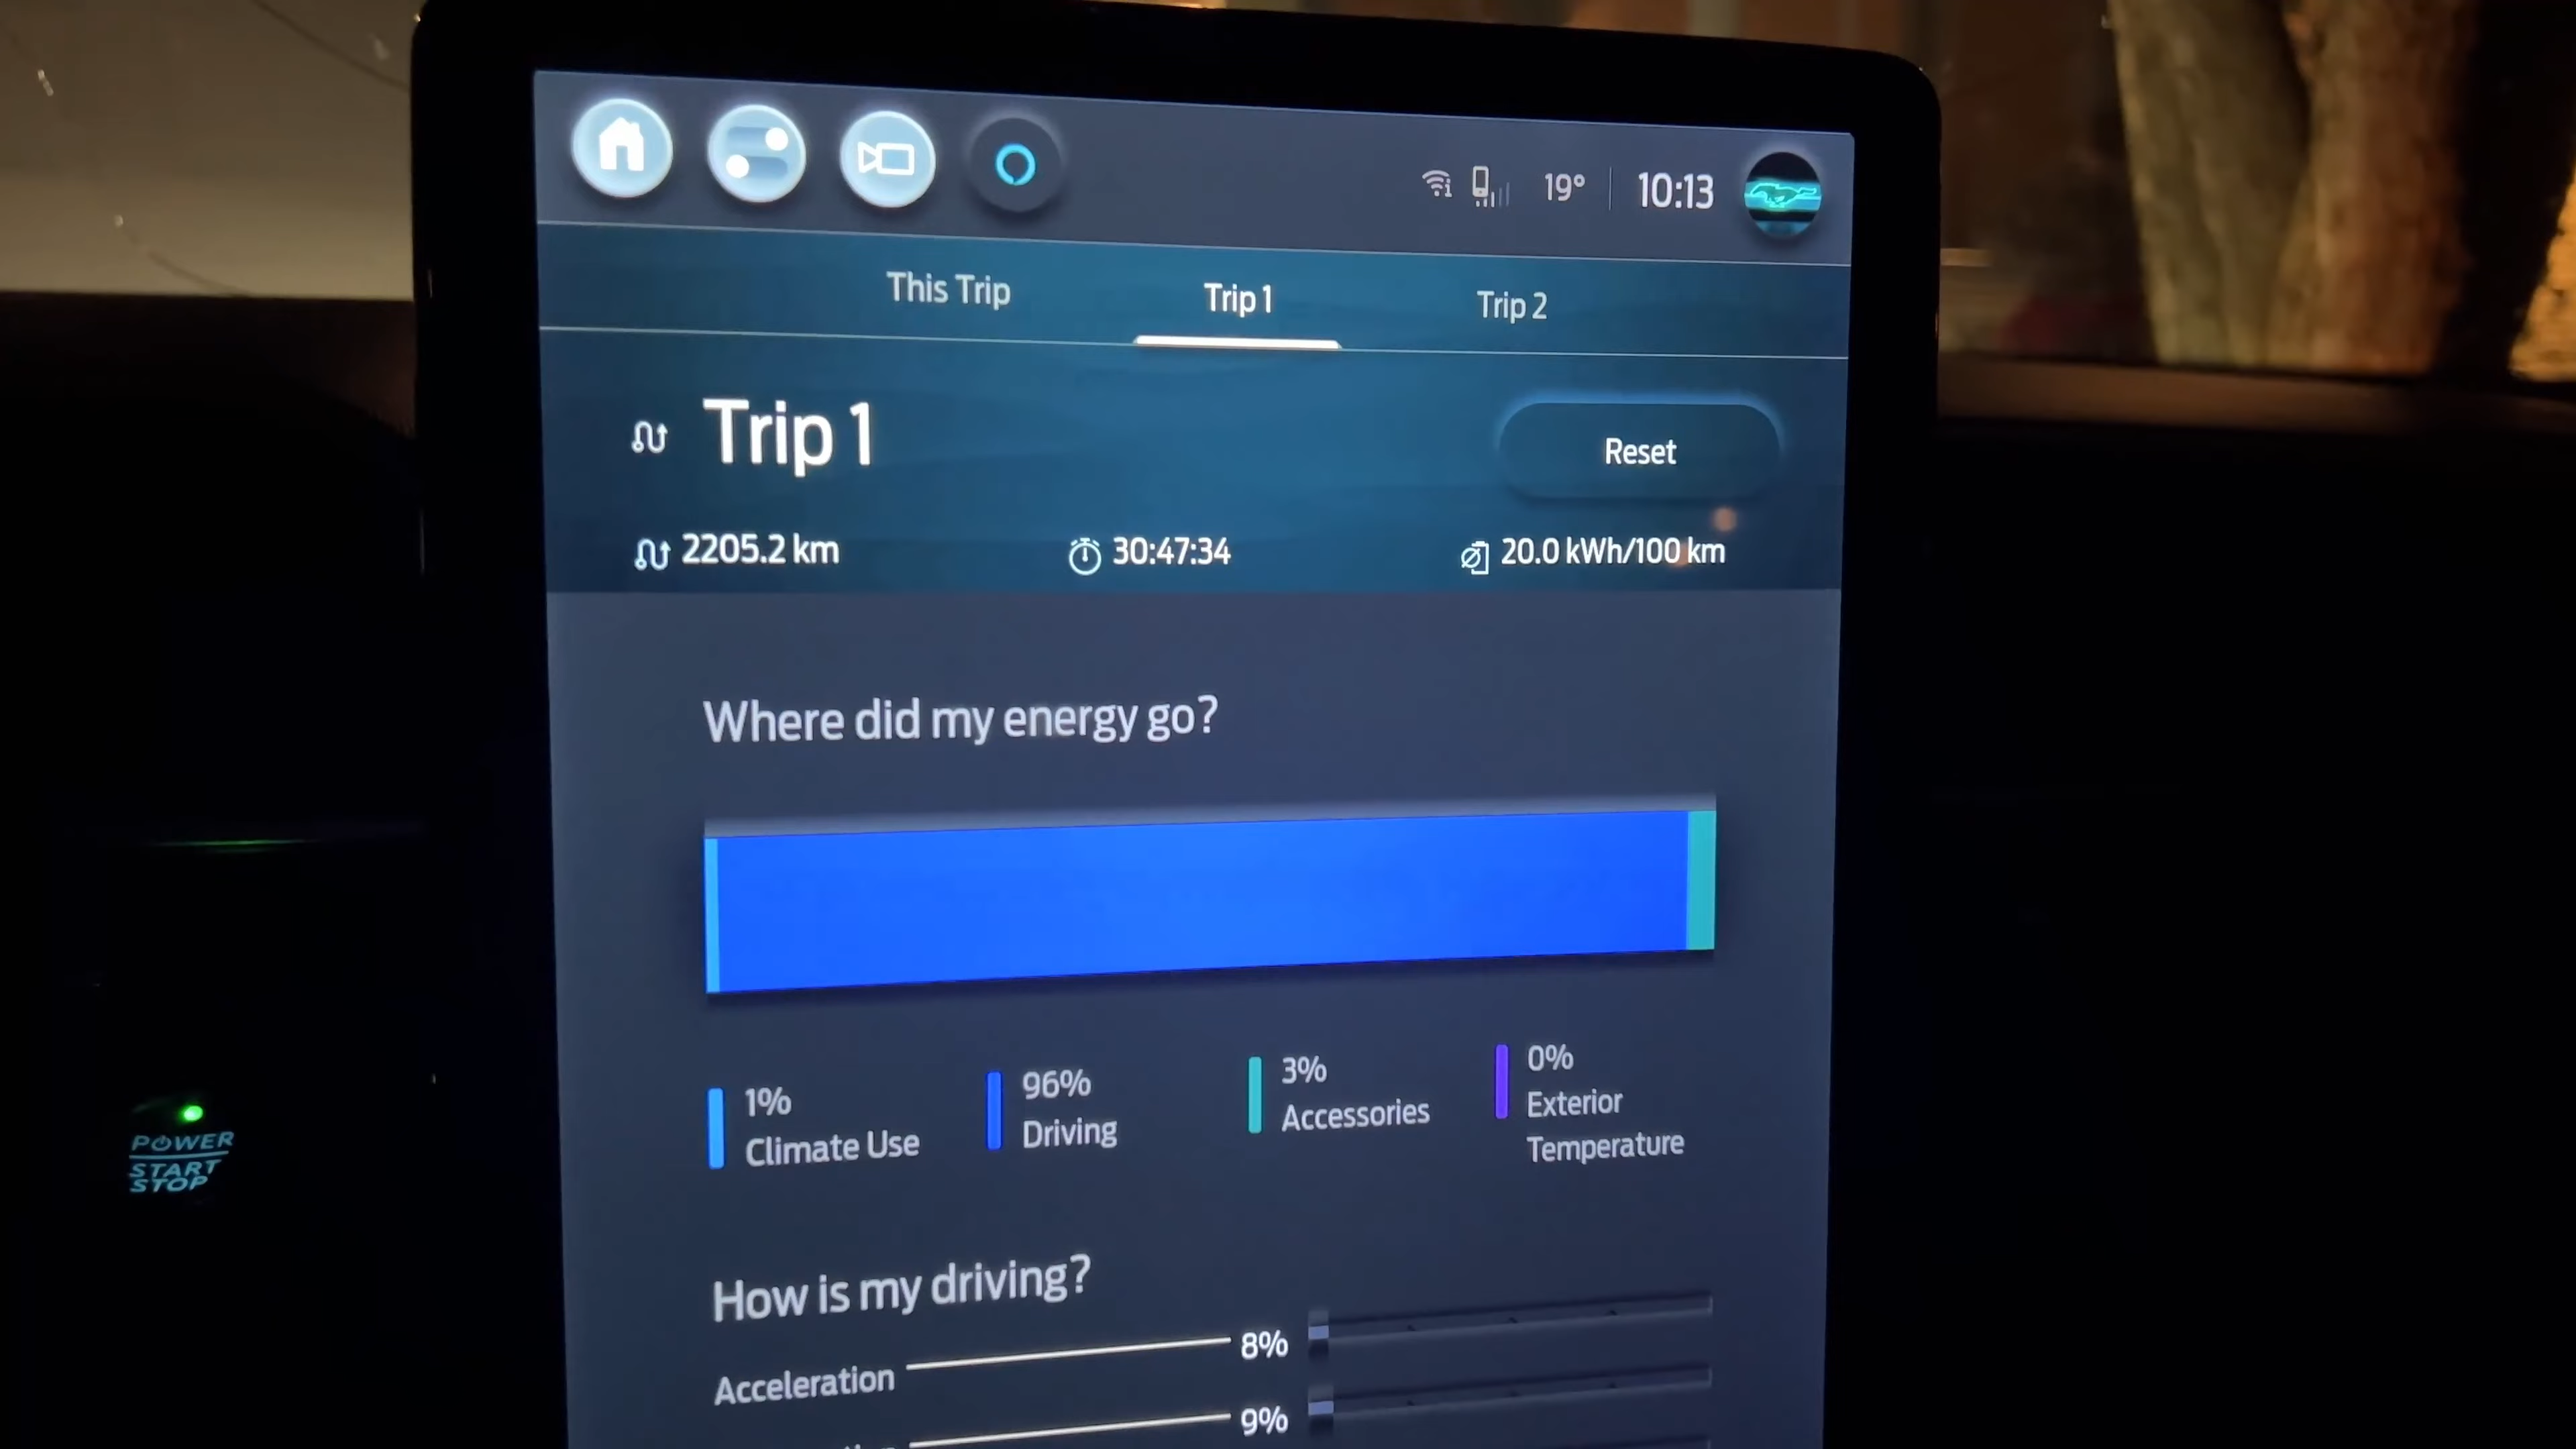 19° 10:13
This Trip Trip 1 Trip 2
Trip 1
Reset
2205.2 km 30:47:34 20.0 kWh/100 km
Where did my energy go?
1% 96% 3% 0%
Climate Use Driving Accessories Exterior
Temperature
How is my driving?
Acceleration 8%
9%
POWER
START
STOP